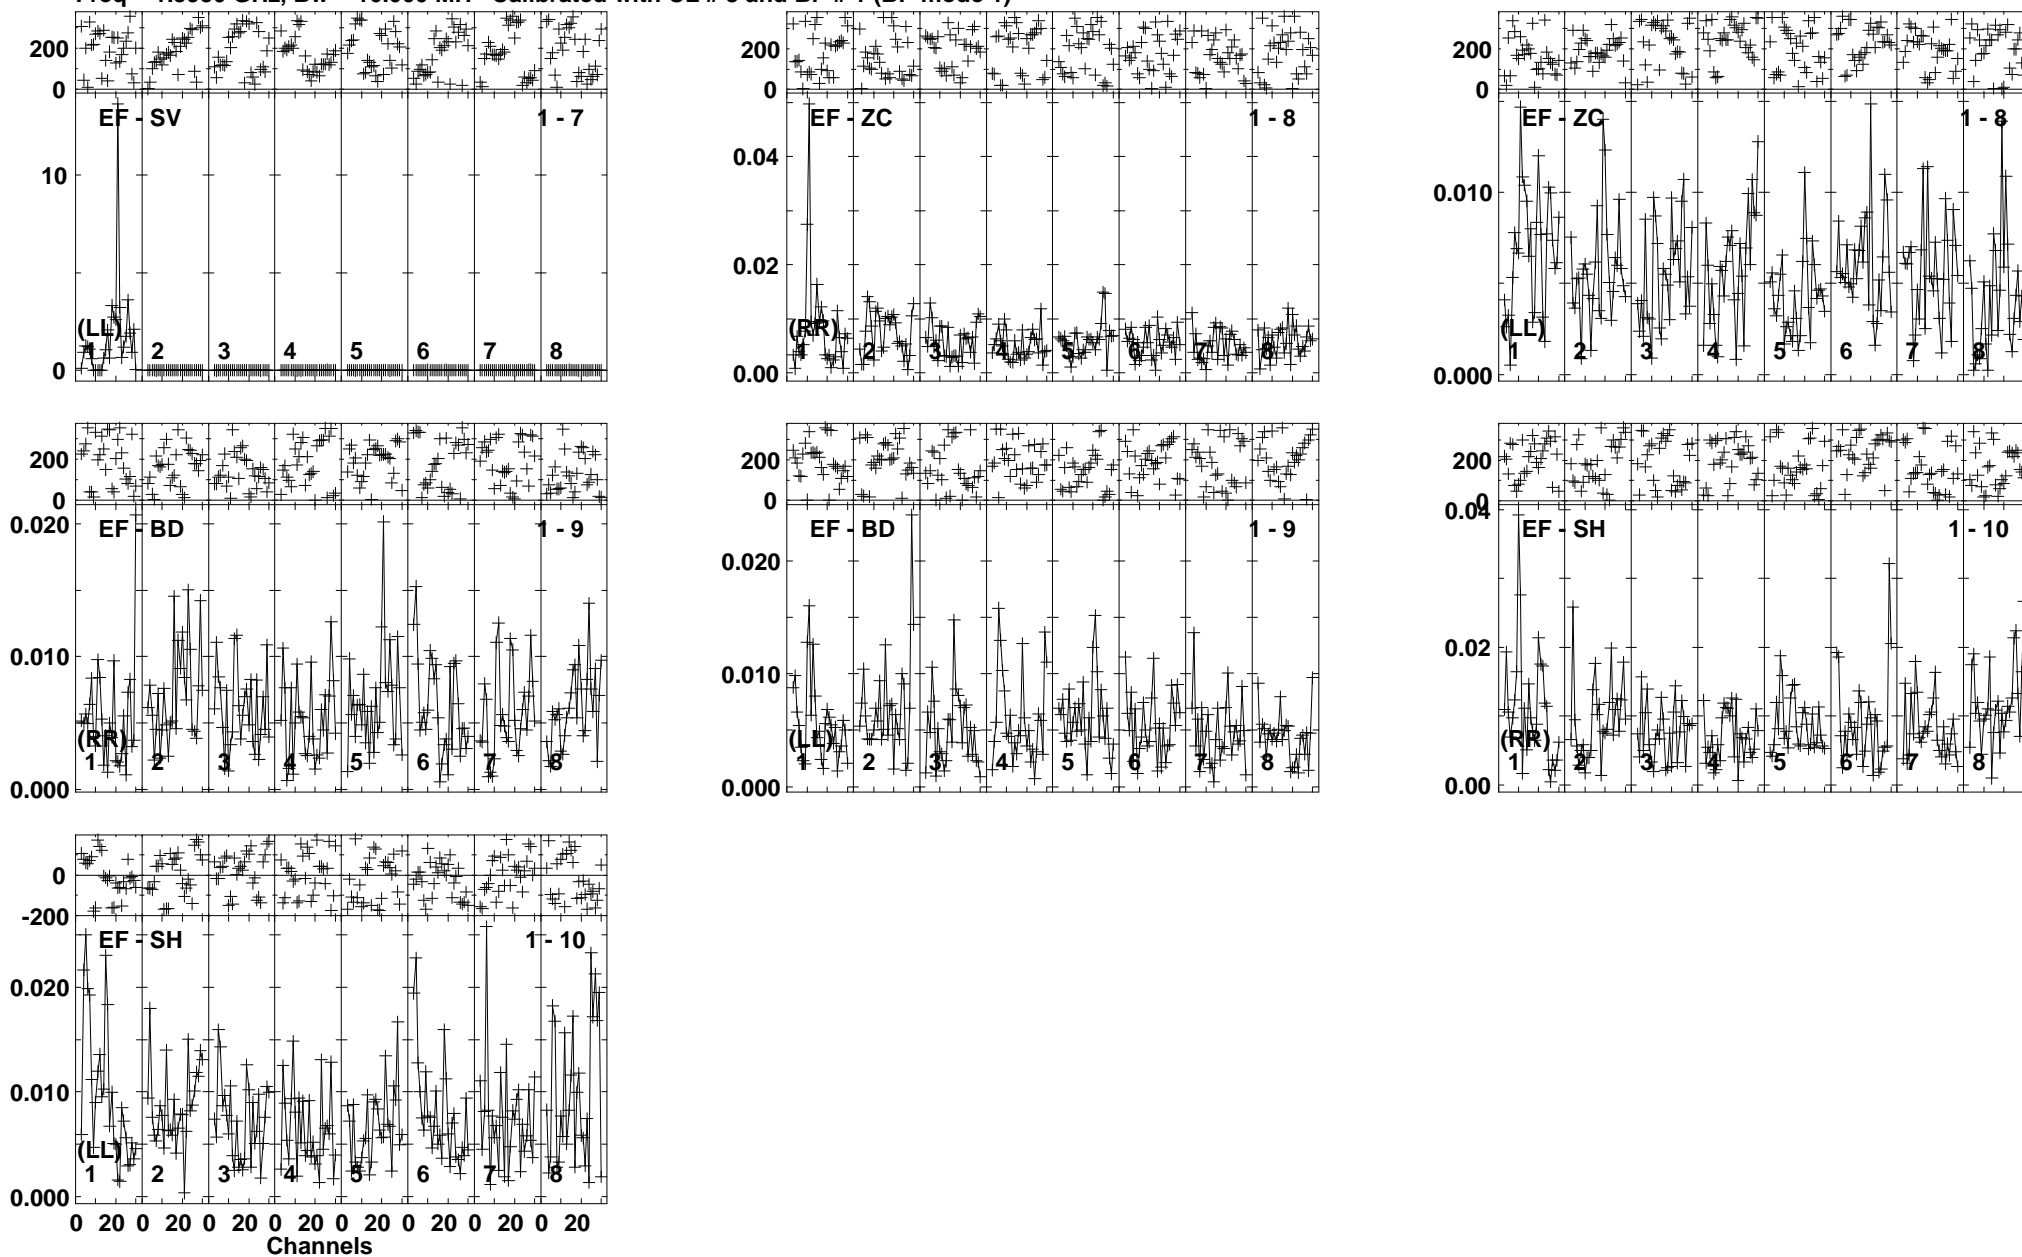 200
0
EF - SV 1 - 7
10
0
(LL)
1 2 3 4 5 6 7 8
200
0
EF - ZC 1 - 8
0.04
0.02
0.00
(RR)
1 2 3 4 5 6 7 8
200
0
EF - ZC 1 - 8
0.010
0.000
(LL)
1 2 3 4 5 6 7 8
200
0
EF - BD 1 - 9
0.020
0.010
0.000
(RR)
1 2 3 4 5 6 7 8
200
0
EF - BD 1 - 9
0.020
0.010
0.000
(LL)
1 2 3 4 5 6 7 8
200
0
EF - SH 1 - 10
0.04
0.02
0.00
(RR)
1 2 3 4 5 6 7 8
0
-200
EF - SH 1 - 10
0.020
0.010
0.000
(LL)
1 2 3 4 5 6 7 8
0 20 0 20 0 20 0 20 0 20 0 20 0 20 0 20
Channels